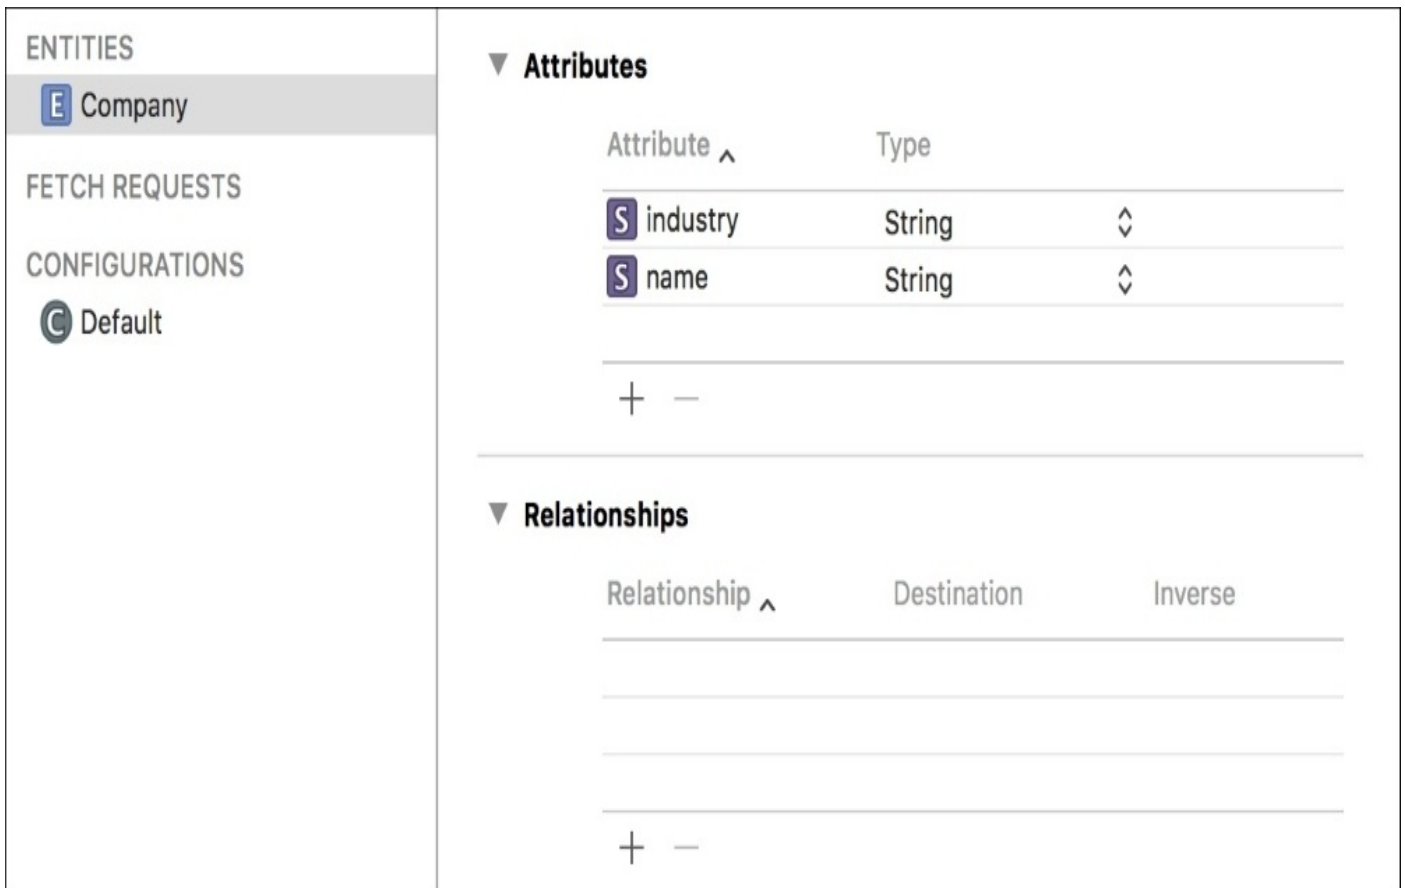 ENTITIES
E Company
FETCH REQUESTS
CONFIGURATIONS
C Default
Attributes
Attribute Type
S industry String
S name String
Relationships
Relationship Destination Inverse